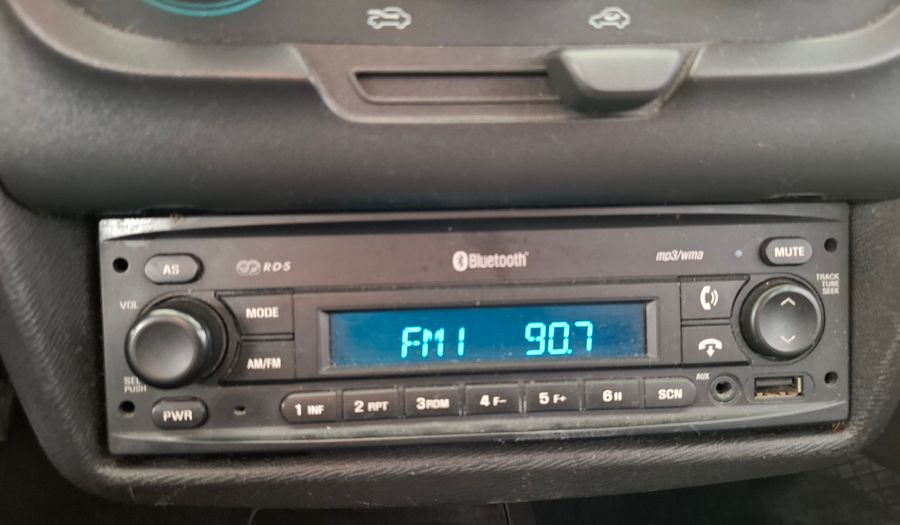 AS
RDS
Bluetooth
mp3/wma
MUTE
VOL
MODE
TRACK
TUNE
SEEK
FM1 90.7
AM/FM
SEL
PUSH
PWR
1 INF
2 RPT
3 RDM
4 F-
5 F+
6 II
SCN
AUX